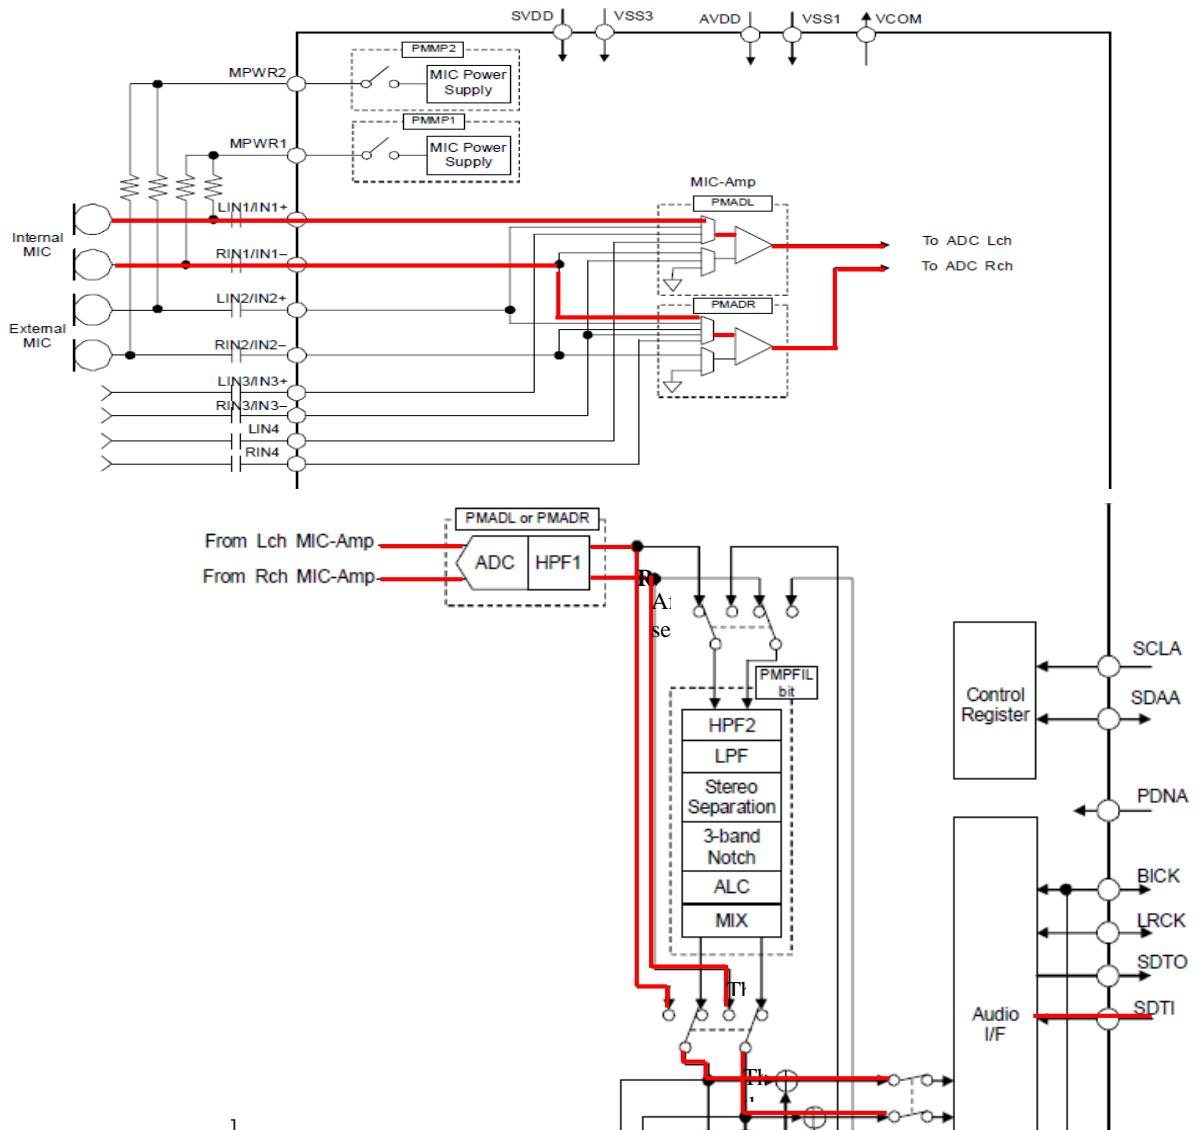 SVDD
VSS3
AVDD
VSS1
VCOM
PMMP2
MPWR2
MIC Power
Supply
PMMP1
MPWR1
MIC Power
Supply
MIC-Amp
PMADL
LIN1/IN1+
Internal
MIC
RIN1/IN1–
To ADC Lch
To ADC Rch
LIN2/IN2+
PMADR
External
MIC
RIN2/IN2–
LIN3/IN3+
RIN3/IN3–
LIN4
RIN4
PMADL or PMADR
From Lch MIC-Amp
ADC
HPF1
From Rch MIC-Amp
R
se
PMPFIL
bit
SCLA
Control
Register
SDAA
HPF2
LPF
Stereo
Separation
3-band
Notch
ALC
MIX
PDNA
BICK
LRCK
SDTO
SDTI
Audio
I/F